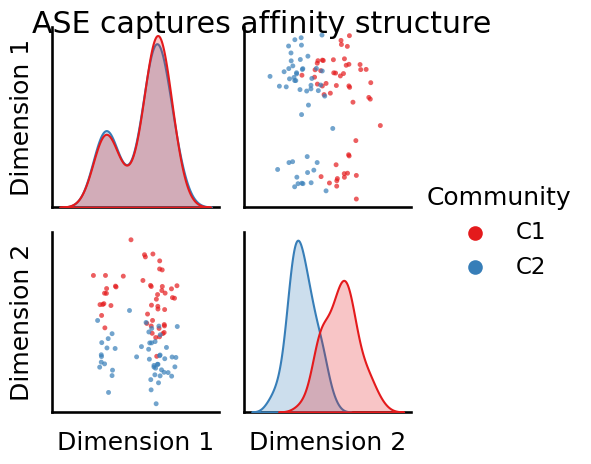 ASE captures affinity structure
Dimension 1
Community
C1
C2
Dimension 2
Dimension 1
Dimension 2